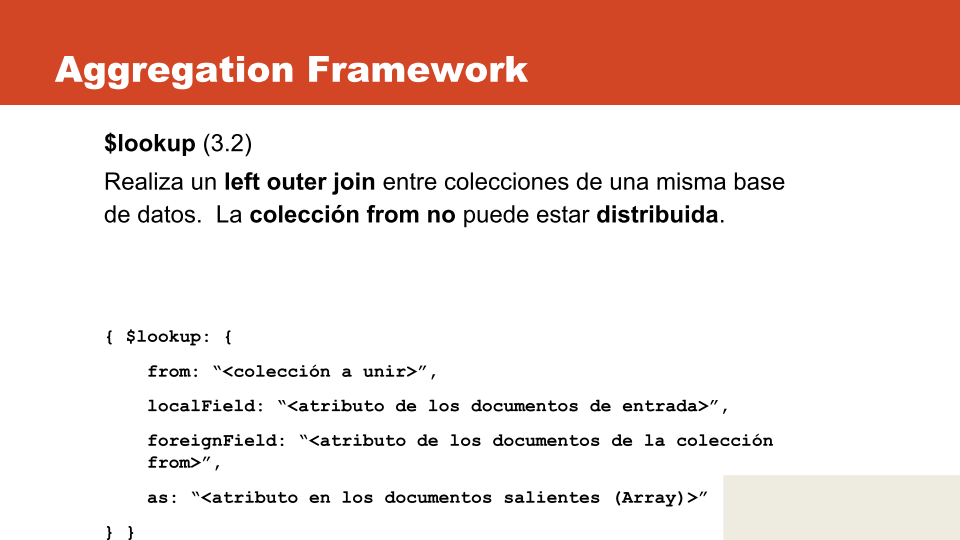 Aggregation Framework
$lookup (3.2)
Realiza un left outer join entre colecciones de una misma base
de datos.  La colección from no puede estar distribuida.
{ $lookup: {
from: “<colección a unir>”,
localField: “<atributo de los documentos de entrada>”,
foreignField: “<atributo de los documentos de la colección
from>”,
as: “<atributo en los documentos salientes (Array)>”
} }